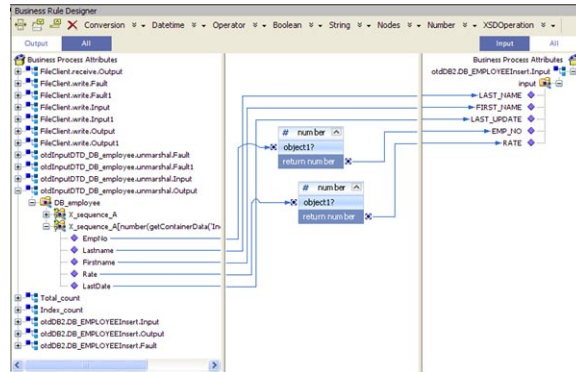 Business Rule Designer
Conversion Datetime Operator Boolean String Nodes Number XSDOperation
Output All
Input All
Business Process Attributes
FileClient.receive.Output
FileClient.write.Fault
FileClient.write.Fault1
FileClient.write.Input
FileClient.write.Input1
FileClient.write.Output
FileClient.write.Output1
otdInputDTD_DB_employee.unmarshal.Fault
otdInputDTD_DB_employee.unmarshal.Fault1
otdInputDTD_DB_employee.unmarshal.Input
otdInputDTD_DB_employee.unmarshal.Output
DB_employee
X_sequence_A
X_sequence_A[number(getContainerData('In
EmpNo
Lastname
Firstname
Rate
LastDate
Total_count
Index_count
otdDB2.DB_EMPLOYEEInsert.Input
otdDB2.DB_EMPLOYEEInsert.Output
otdDB2.DB_EMPLOYEEInsert.Fault
# number
object1?
return number
# number
object1?
return number
Business Process Attributes
otdDB2.DB_EMPLOYEEInsert.Input
input
LAST_NAME
FIRST_NAME
LAST_UPDATE
EMP_NO
RATE